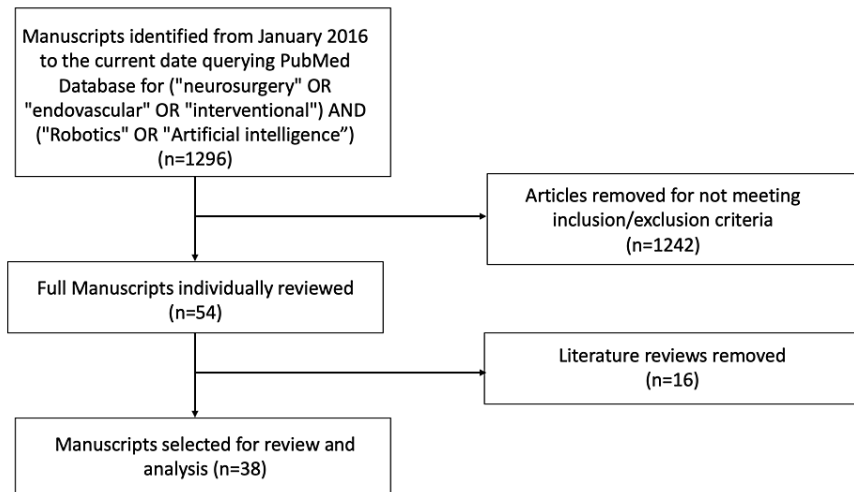 Manuscripts identified from January 2016
to the current date querying PubMed
Database for ("neurosurgery" OR
"endovascular" OR "interventional") AND
("Robotics" OR "Artificial intelligence”)
(n=1296)
Articles removed for not meeting
inclusion/exclusion criteria
(n=1242)
Full Manuscripts individually reviewed
(n=54)
Literature reviews removed
(n=16)
Manuscripts selected for review and
analysis (n=38)